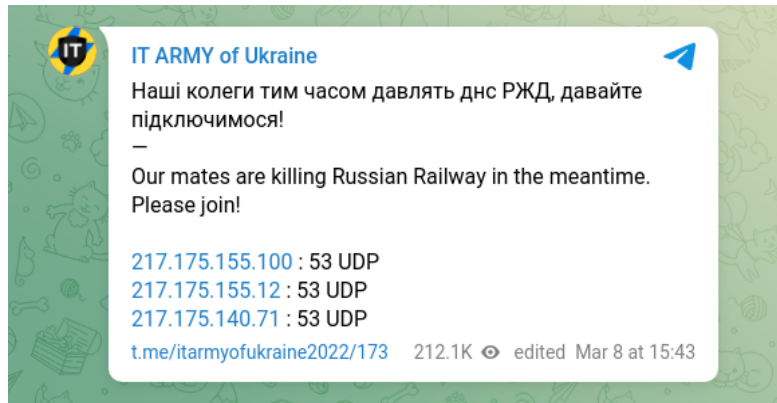 IT
IT ARMY of Ukraine
Наші колеги тим часом давлять днс РЖД, давайте
підключимося!
—
Our mates are killing Russian Railway in the meantime.
Please join!
217.175.155.100 : 53 UDP
217.175.155.12 : 53 UDP
217.175.140.71 : 53 UDP
t.me/itarmyofukraine2022/173 212.1K edited Mar 8 at 15:43